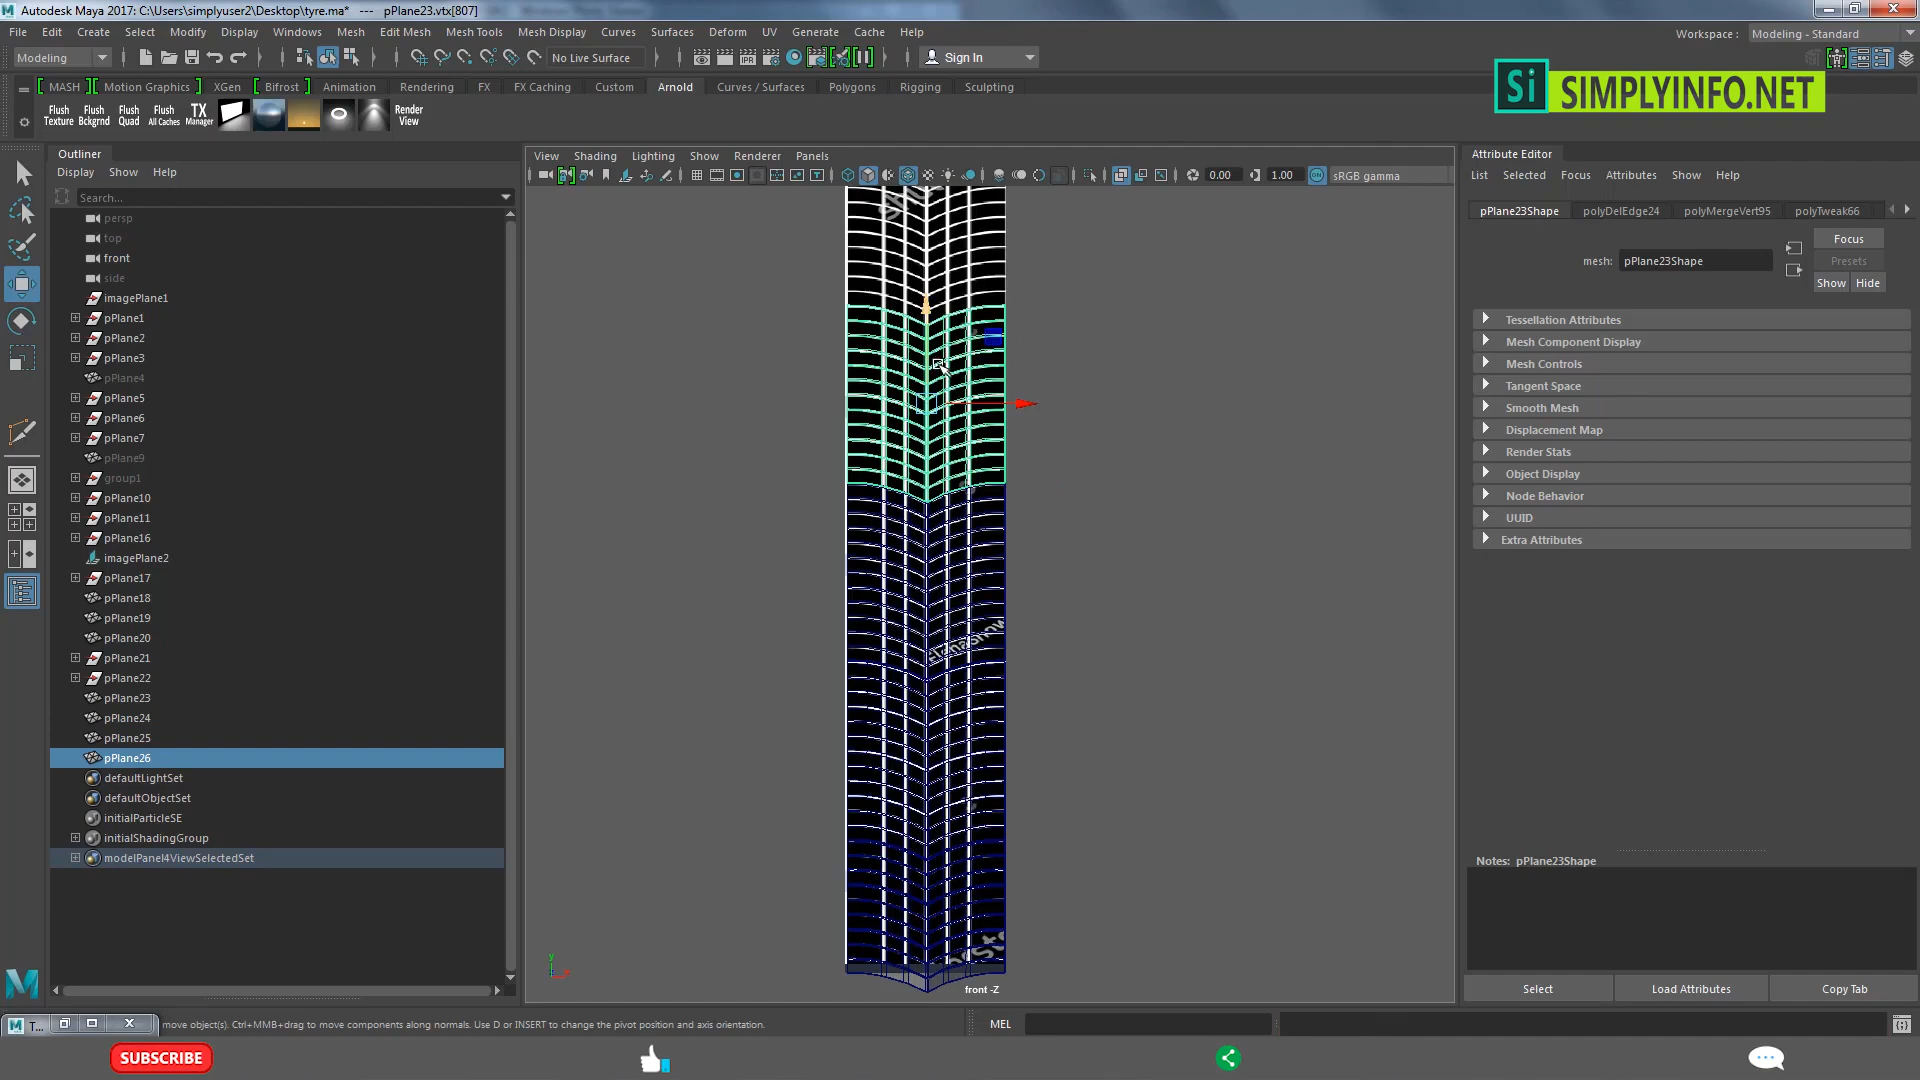 Autodesk Maya 2017: C:\Users\simplyuser2\Desktop\tyre.ma* --- pPlane23.vtx[807]
File Edit Create Select Modify Display Windows Mesh Edit Mesh Mesh Tools Mesh Display Curves Surfaces Deform UV Generate Cache Help
Workspace : Modeling - Standard
Modeling No Live Surface IPR Sign In
MASH Motion Graphics XGen Bifrost Animation Rendering FX FX Caching Custom Arnold Curves / Surfaces Polygons Rigging Sculpting
Si SIMPLYINFO.NET
Flush Texture Flush Bckgrnd Flush Quad Flush All Caches TX Manager Render View
Outliner
Display Show Help
Search...
persp
top
front
side
imagePlane1
pPlane1
pPlane2
pPlane3
pPlane4
pPlane5
pPlane6
pPlane7
pPlane9
group1
pPlane10
pPlane11
pPlane16
imagePlane2
pPlane17
pPlane18
pPlane19
pPlane20
pPlane21
pPlane22
pPlane23
pPlane24
pPlane25
pPlane26
defaultLightSet
defaultObjectSet
initialParticleSE
initialShadingGroup
modelPanel4ViewSelectedSet
View Shading Lighting Show Renderer Panels
0.00 1.00 sRGB gamma
y
front -Z
Attribute Editor
List Selected Focus Attributes Show Help
pPlane23Shape polyDelEdge24 polyMergeVert95 polyTweak66
mesh: pPlane23Shape
Focus
Presets
Show Hide
Tessellation Attributes
Mesh Component Display
Mesh Controls
Tangent Space
Smooth Mesh
Displacement Map
Render Stats
Object Display
Node Behavior
UUID
Extra Attributes
Notes: pPlane23Shape
Select Load Attributes Copy Tab
T... move object(s). Ctrl+MMB+drag to move components along normals. Use D or INSERT to change the pivot position and axis orientation.
MEL
SUBSCRIBE